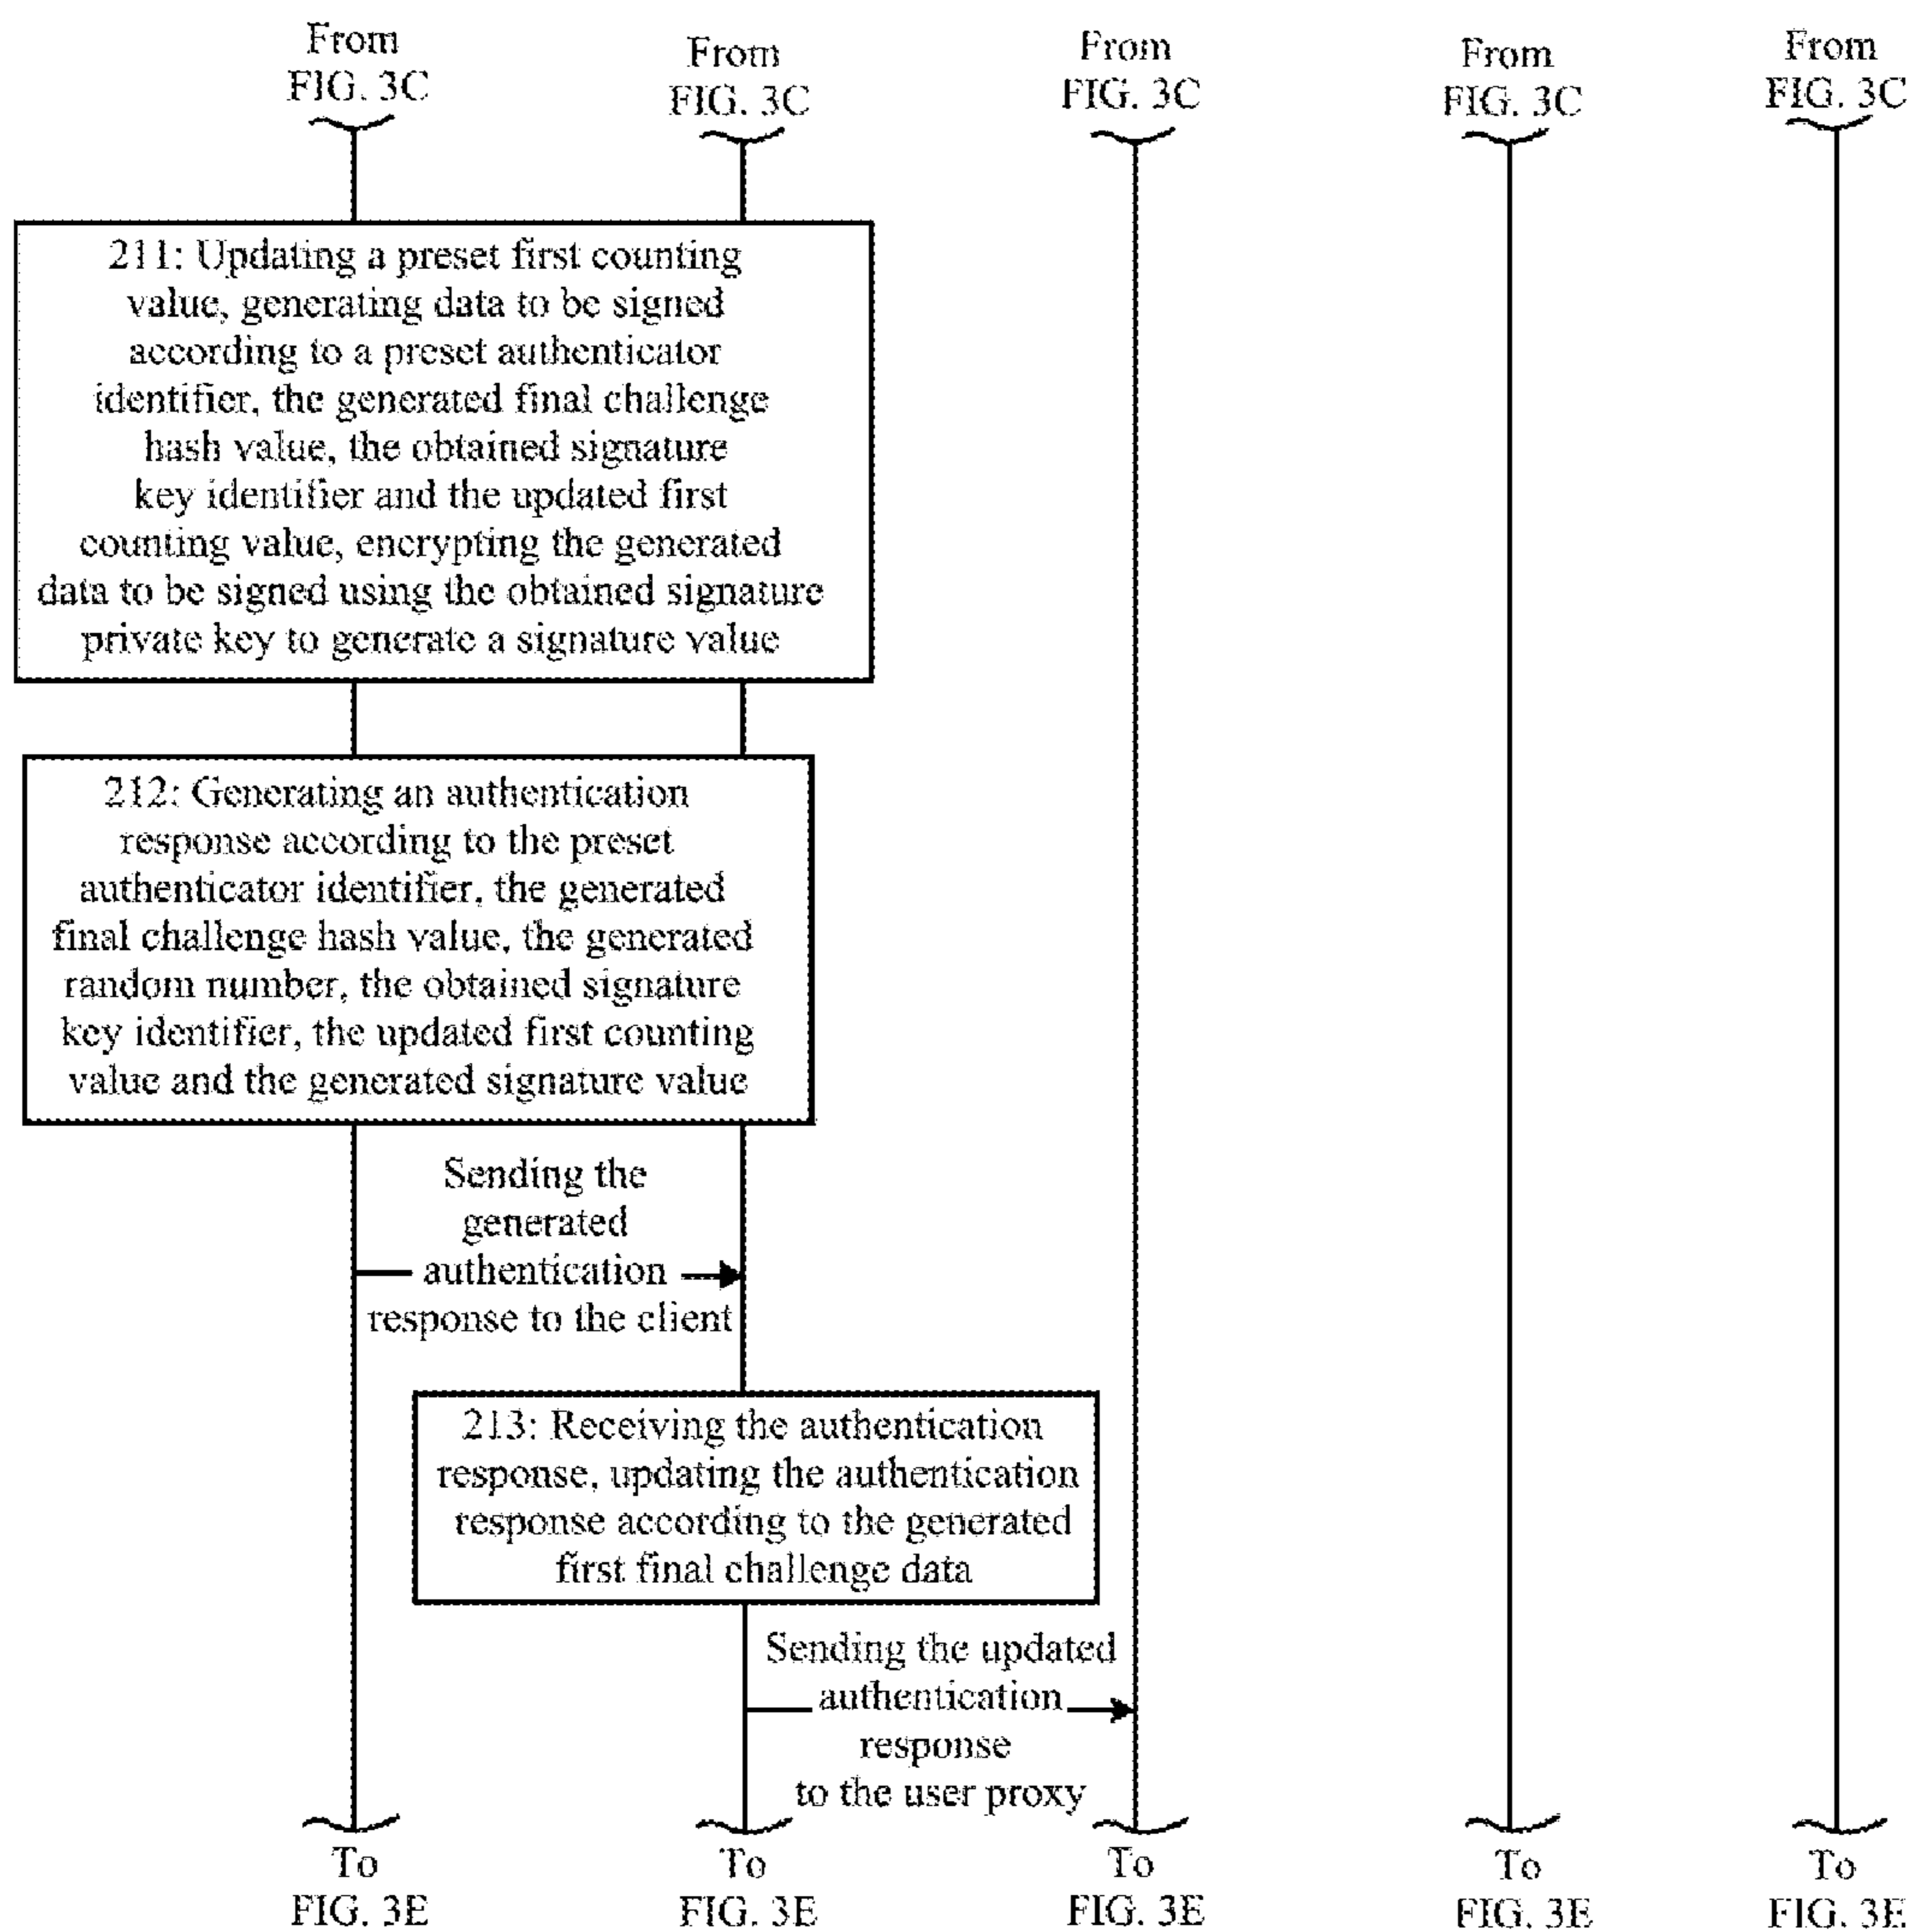 From
FIG. 3C
From
FIG. 3C
From
FIG. 3C
From
FIG. 3C
From
FIG. 3C
211: Updating a preset first counting
value, generating data to be signed
according to a preset authenticator
identifier, the generated final challenge
hash value, the obtained signature
key identifier and the updated first
counting value, encrypting the generated
data to be signed using the obtained signature
private key to generate a signature value
212: Generating an authentication
response according to the preset
authenticator identifier, the generated
final challenge hash value, the generated
random number, the obtained signature
key identifier, the updated first counting
value and the generated signature value
Sending the
generated
authentication
response to the client
213: Receiving the authentication
response, updating the authentication
response according to the generated
first final challenge data
Sending the updated
authentication
response
to the user proxy
To
FIG. 3E
To
FIG. 3E
To
FIG. 3E
To
FIG. 3E
To
FIG. 3E